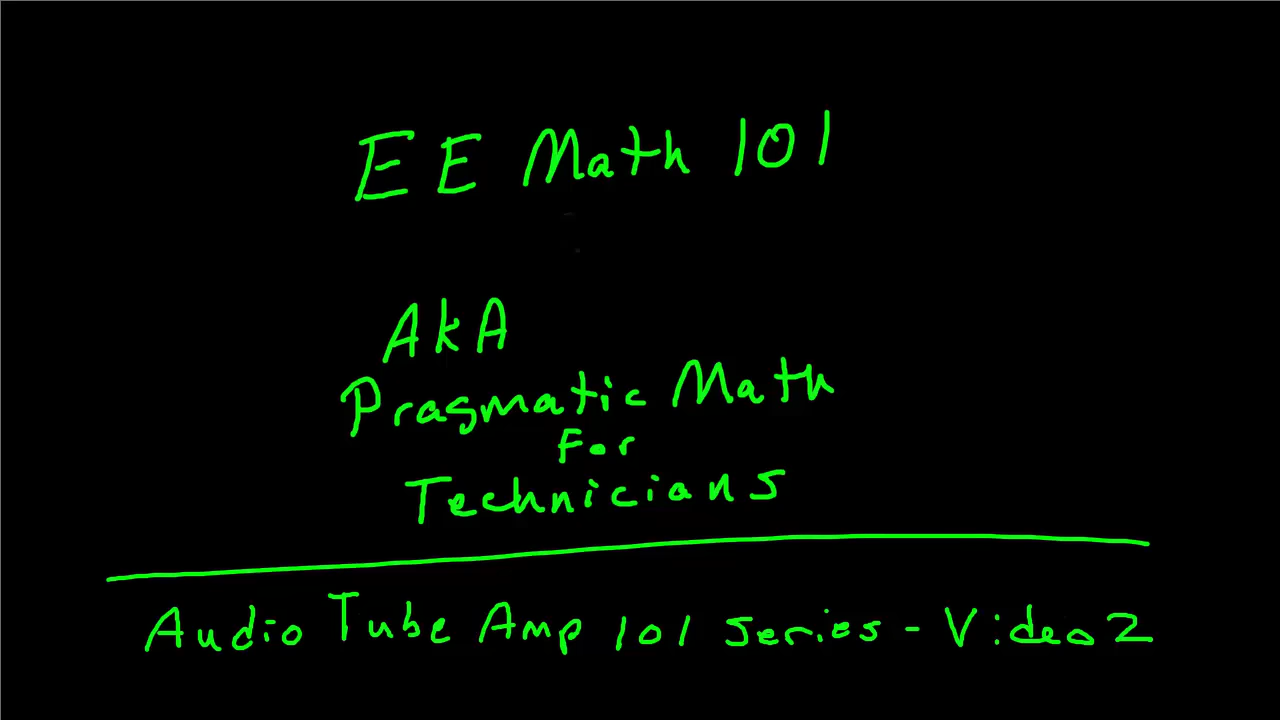 EE Math 101
AKA
Pragmatic Math
For
Technicians
Audio Tube Amp 101 Series - Video 2